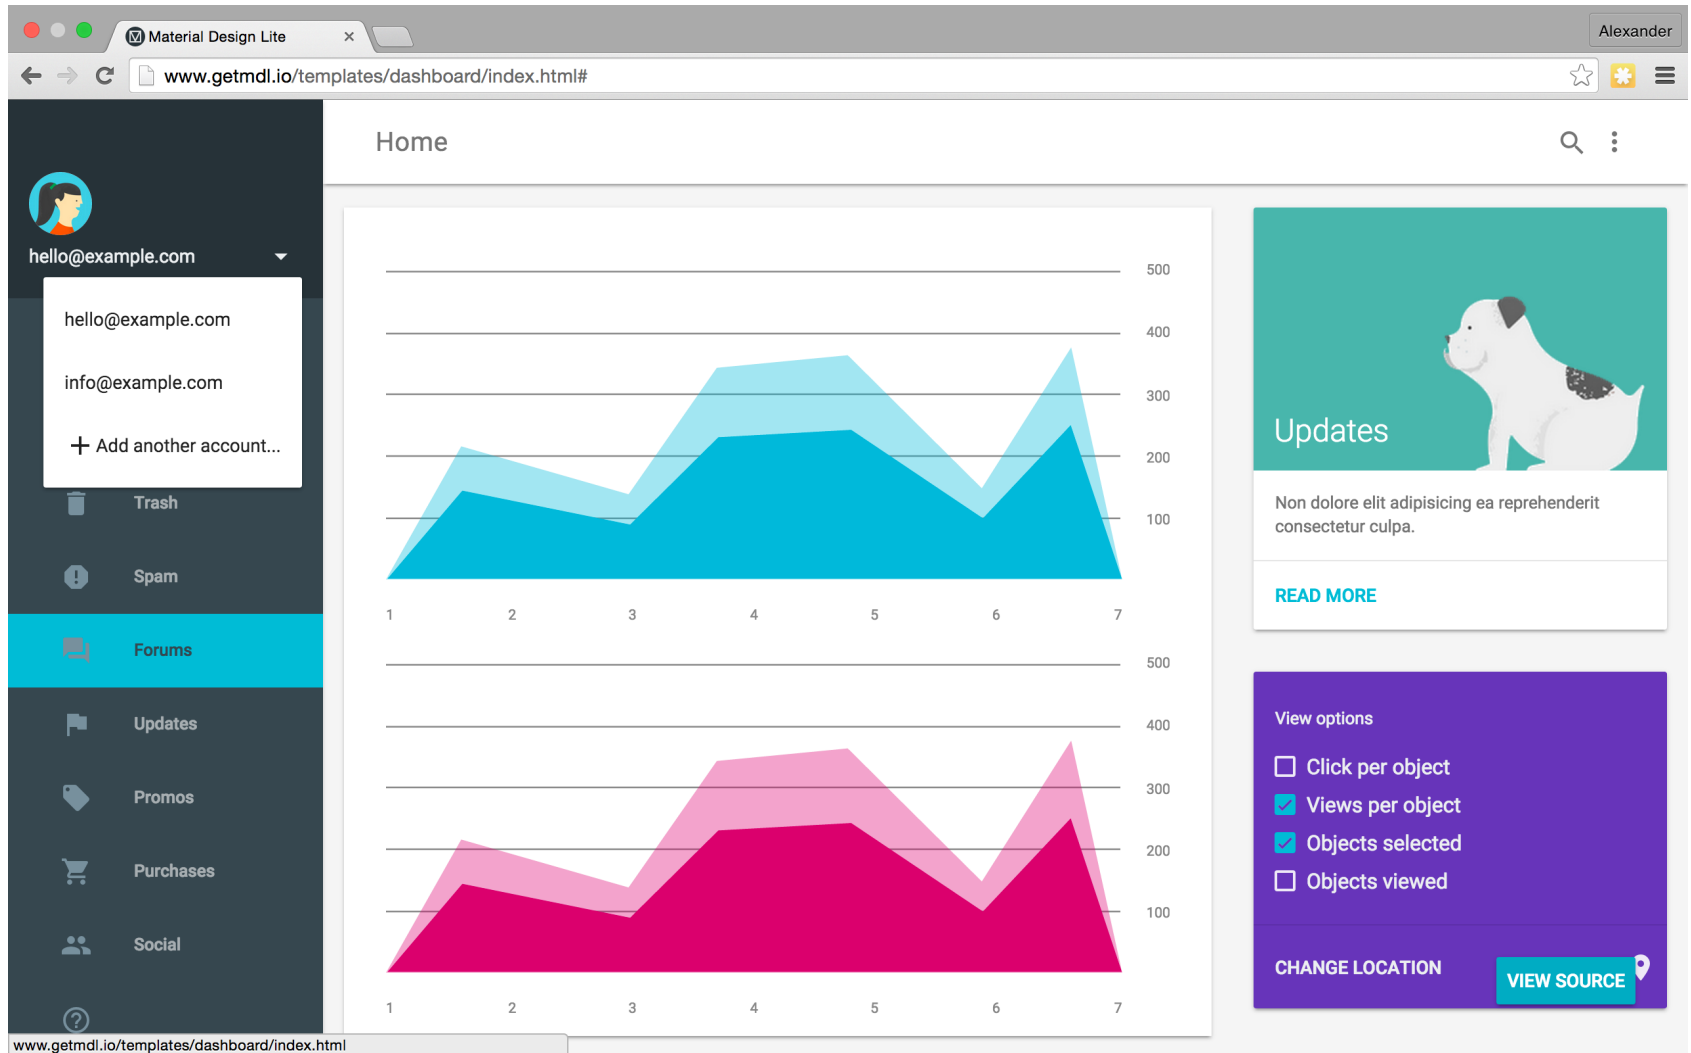 Material Design Lite
Alexander
www.getmdl.io/templates/dashboard/index.html#
Home
hello@example.com
hello@example.com
info@example.com
Add another account...
Trash
Spam
Forums
Updates
Promos
Purchases
Social
500
400
300
200
100
1 2 3 4 5 6 7
500
400
300
200
100
1 2 3 4 5 6 7
Updates
Non dolore elit adipisicing ea reprehenderit
consectetur culpa.
READ MORE
View options
Click per object
Views per object
Objects selected
Objects viewed
CHANGE LOCATION
VIEW SOURCE
www.getmdl.io/templates/dashboard/index.html